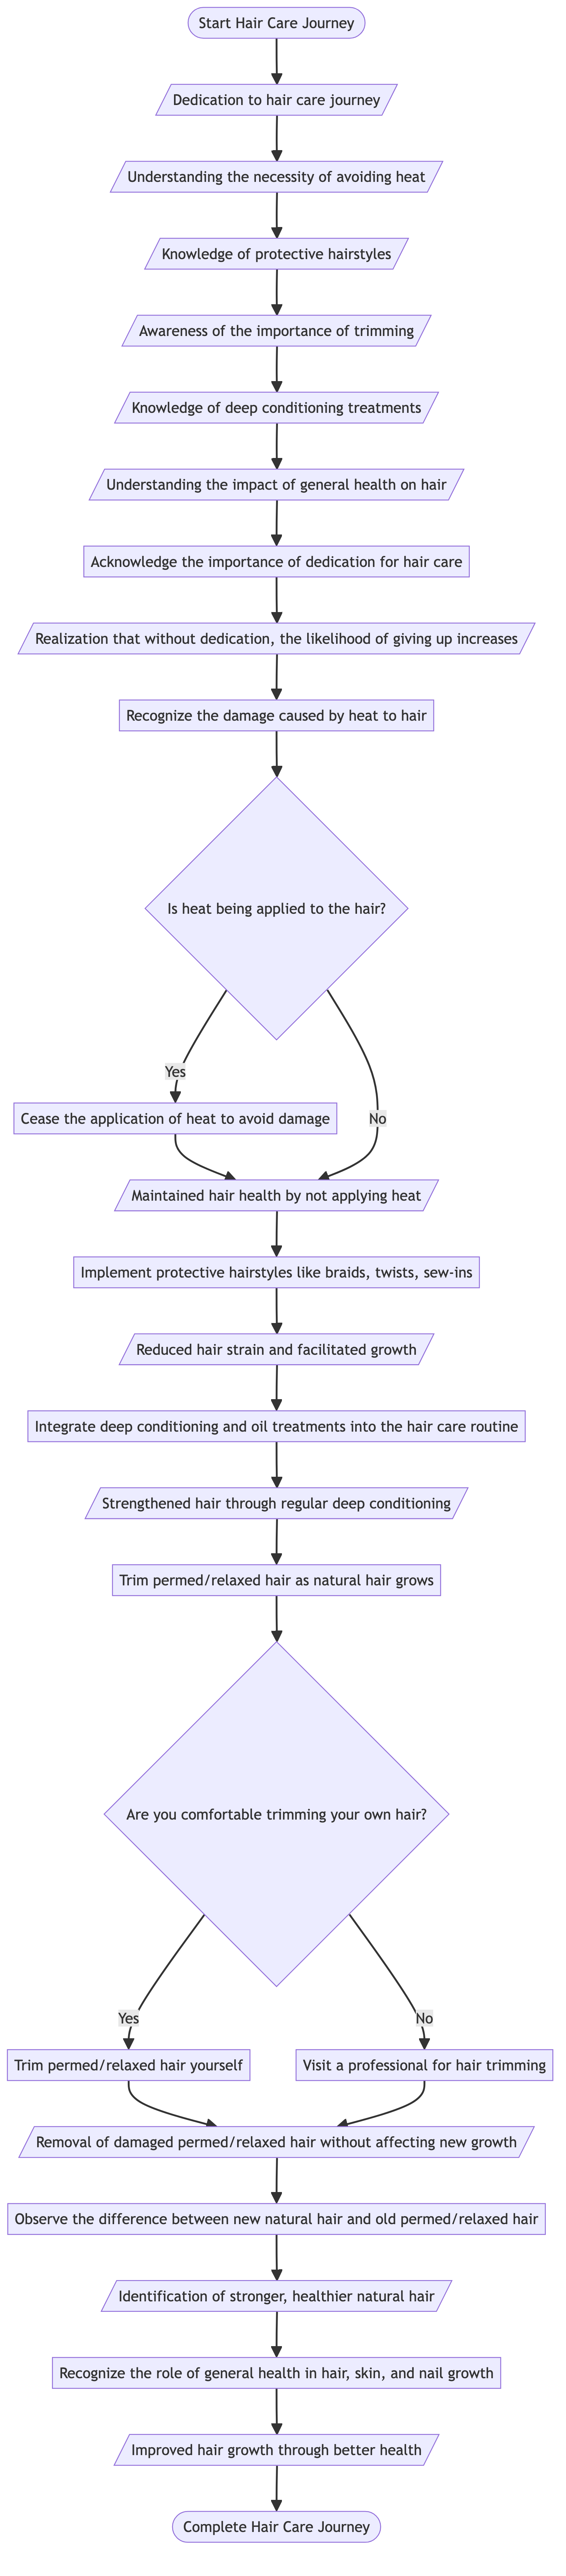 Start Hair Care Journey
Dedication to hair care journey
Understanding the necessity of avoiding heat
Knowledge of protective hairstyles
Awareness of the importance of trimming
Knowledge of deep conditioning treatments
Understanding the impact of general health on hair
Acknowledge the importance of dedication for hair care
Realization that without dedication, the likelihood of giving up increases
Recognize the damage caused by heat to hair
Is heat being applied to the hair?
Yes
Cease the application of heat to avoid damage
No
Maintained hair health by not applying heat
Implement protective hairstyles like braids, twists, sew-ins
Reduced hair strain and facilitated growth
Integrate deep conditioning and oil treatments into the hair care routine
Strengthened hair through regular deep conditioning
Trim permed/relaxed hair as natural hair grows
Are you comfortable trimming your own hair?
Yes
No
Trim permed/relaxed hair yourself
Visit a professional for hair trimming
Removal of damaged permed/relaxed hair without affecting new growth
Observe the difference between new natural hair and old permed/relaxed hair
Identification of stronger, healthier natural hair
Recognize the role of general health in hair, skin, and nail growth
Improved hair growth through better health
Complete Hair Care Journey